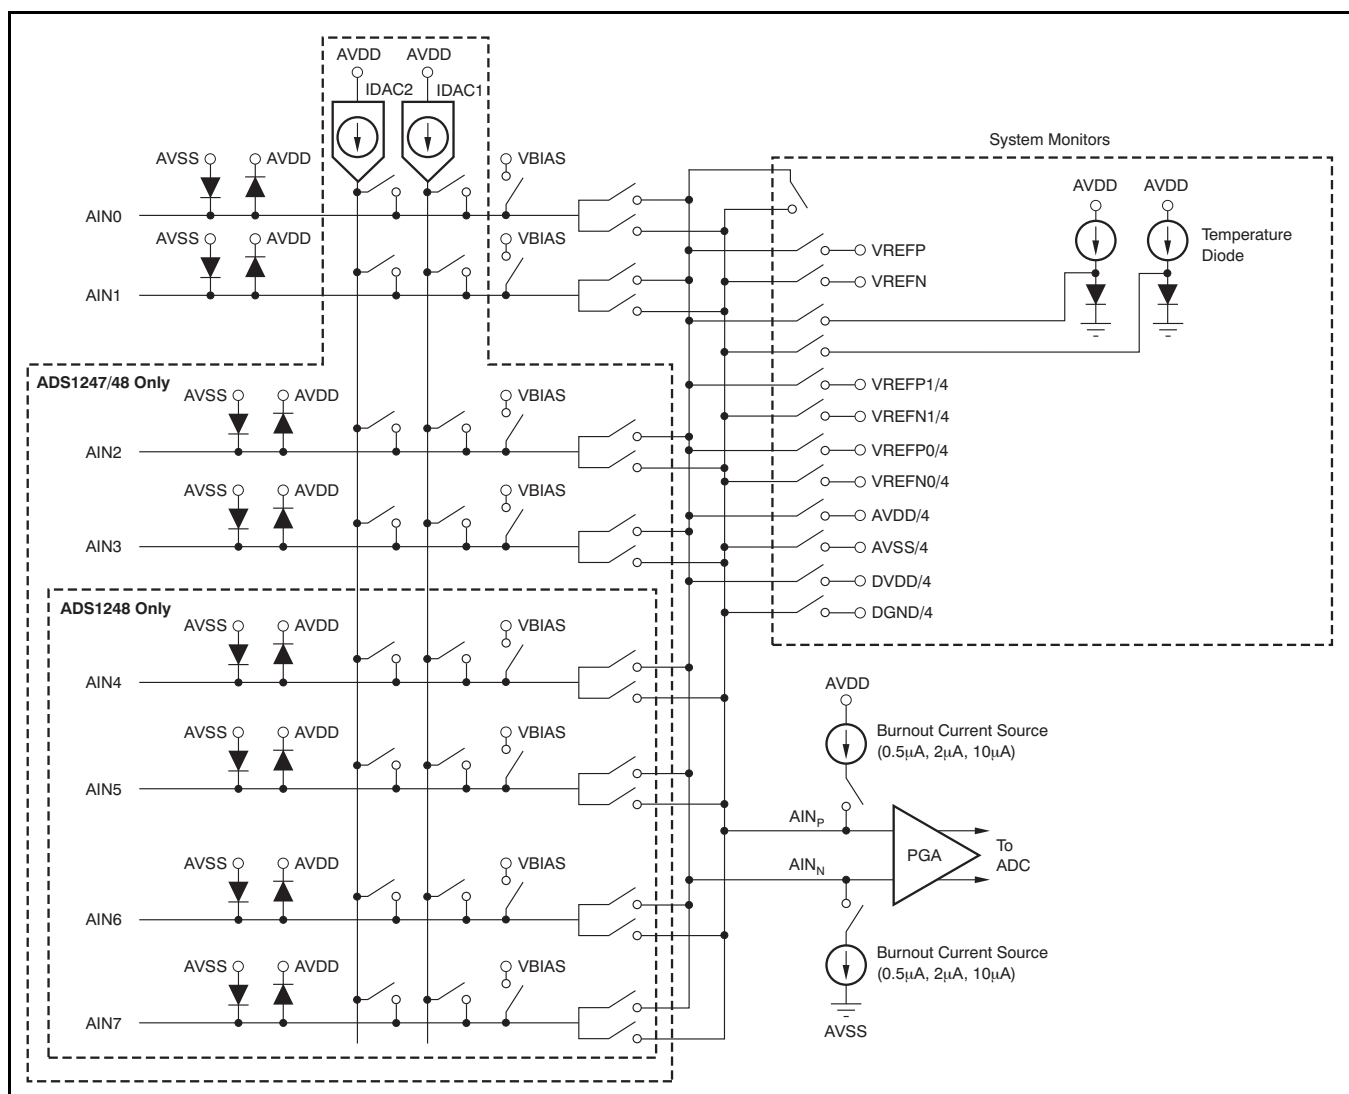 AVDD AVDD
IDAC2 IDAC1
AVSS AVDD VBIAS
AIN0
AVSS AVDD VBIAS
AIN1
ADS1247/48 Only
AVSS AVDD VBIAS
AIN2
AVSS AVDD VBIAS
AIN3
ADS1248 Only
AVSS AVDD VBIAS
AIN4
AVSS AVDD VBIAS
AIN5
AVSS AVDD VBIAS
AIN6
AVSS AVDD VBIAS
AIN7
System Monitors
AVDD AVDD
Temperature
Diode
VREFP
VREFN
VREFP1/4
VREFN1/4
VREFP0/4
VREFN0/4
AVDD/4
AVSS/4
DVDD/4
DGND/4
AVDD
Burnout Current Source
(0.5µA, 2µA, 10µA)
AINP
PGA
To
ADC
AINN
Burnout Current Source
(0.5µA, 2µA, 10µA)
AVSS